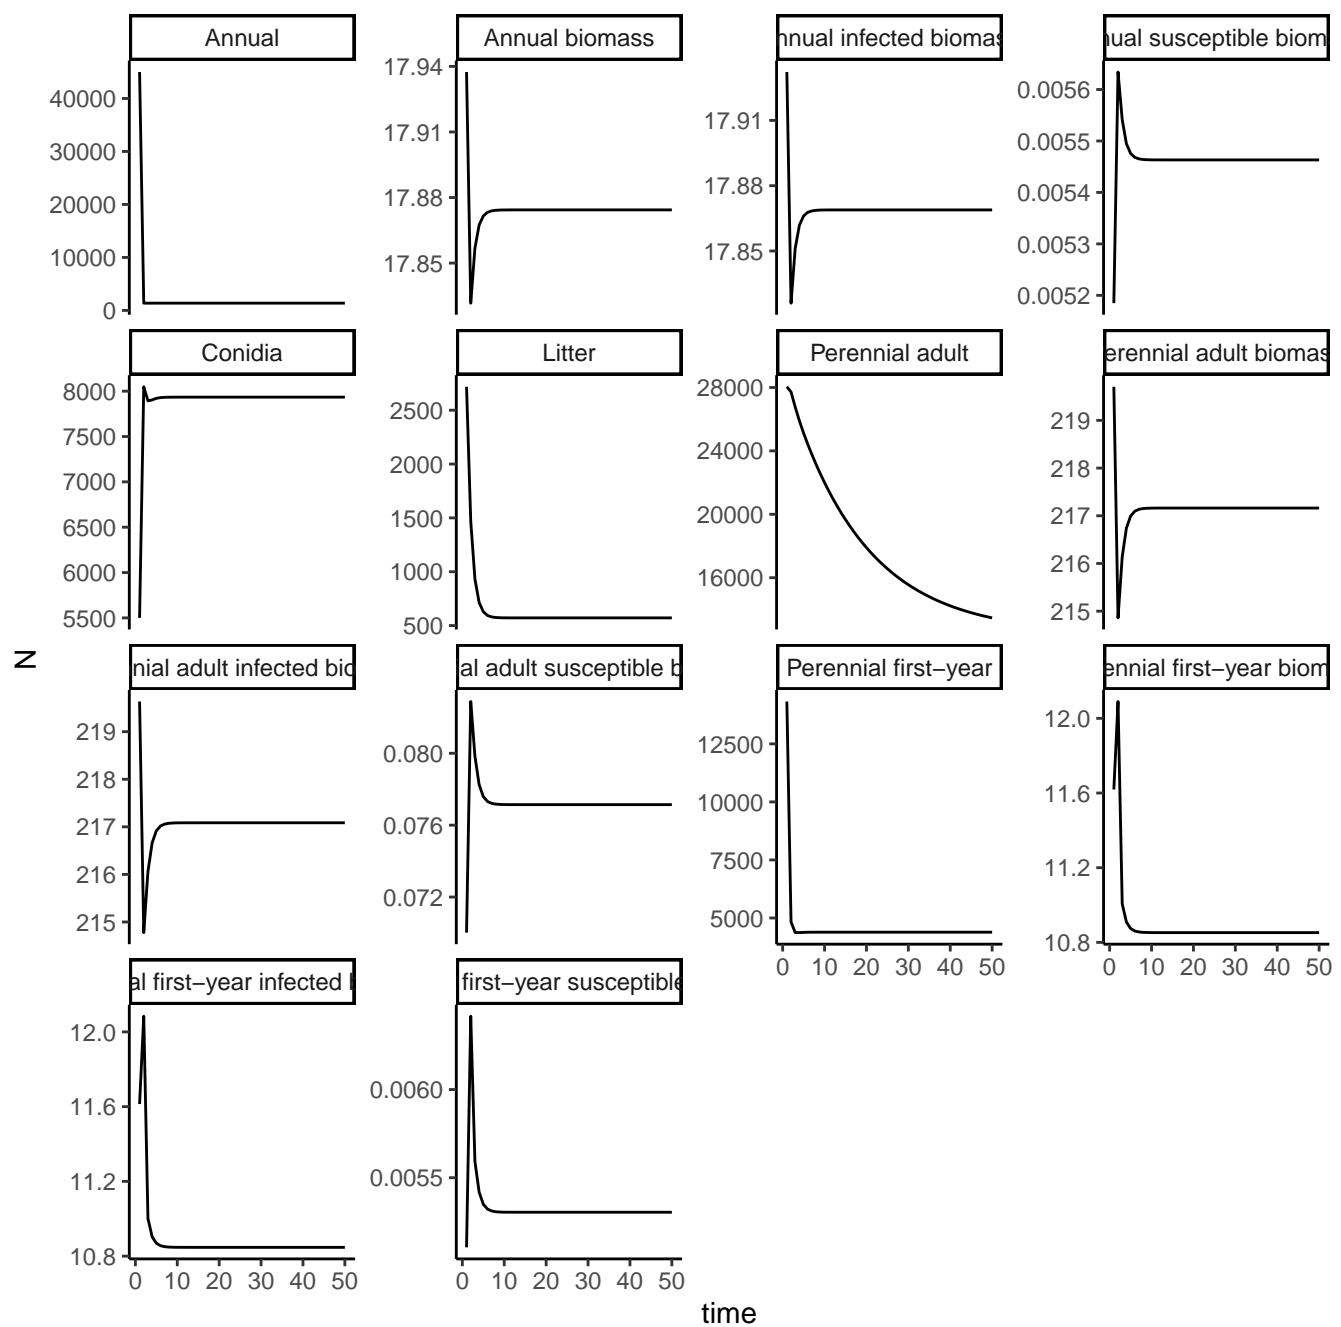 Annual
Annual biomass
nnual infected biomas
nual susceptible biom
40000
30000
20000
10000
0
17.94
17.91
17.88
17.85
17.91
17.88
17.85
0.0056
0.0055
0.0054
0.0053
0.0052
Conidia
Litter
Perennial adult
erennial adult biomas
8000
7500
7000
6500
6000
5500
2500
2000
1500
1000
500
28000
24000
20000
16000
219
218
217
216
215
nial adult infected bio
al adult susceptible b
Perennial first−year
ennial first−year biom
219
218
217
216
215
0.080
0.076
0.072
12500
10000
7500
5000
0 10 20 30 40 50
12.0
11.6
11.2
10.8
0 10 20 30 40 50
al first−year infected b
first−year susceptible
12.0
11.6
11.2
10.8
0 10 20 30 40 50
0.0060
0.0055
0 10 20 30 40 50
N
time